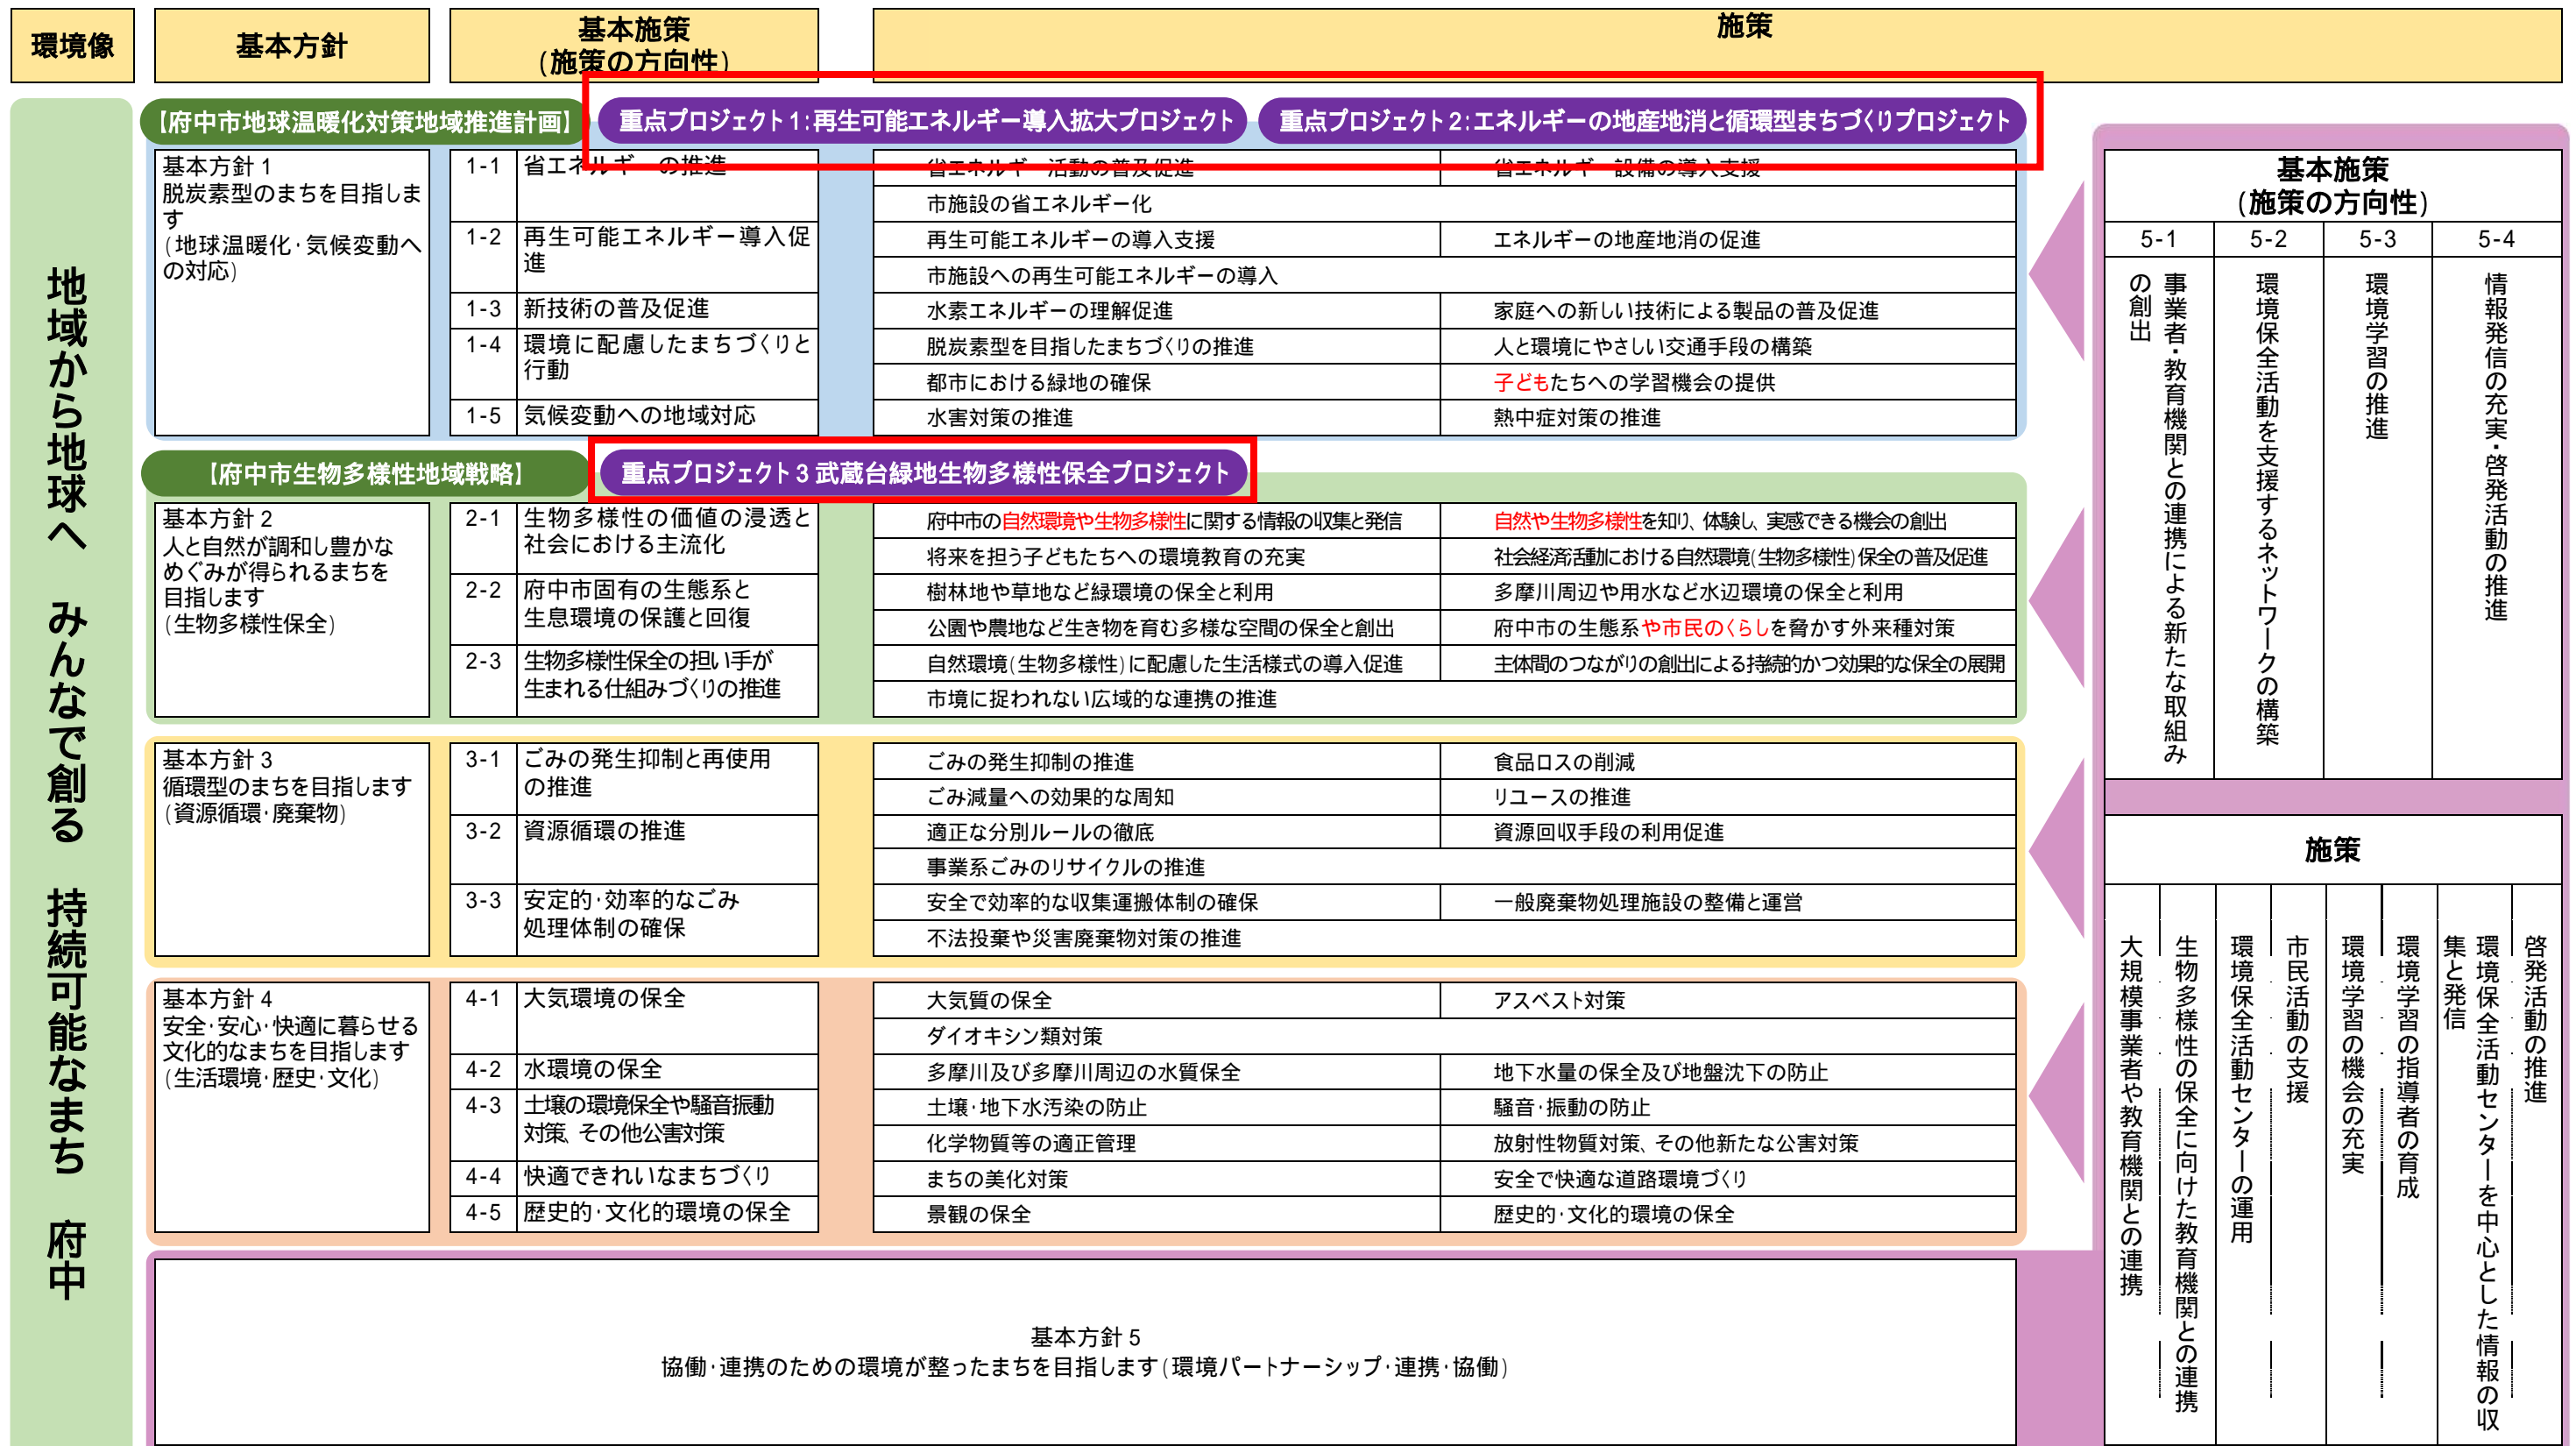 環境像
基本方針
基本施策
(施策の方向性)
施策
地域から地球へ みんなで創る 持続可能なまち 府中
【府中市地球温暖化対策地域推進計画】
重点プロジェクト1:再生可能エネルギー導入拡大プロジェクト
重点プロジェクト2:エネルギーの地産地消と循環型まちづくりプロジェクト
基本方針1
脱炭素型のまちを目指しま
す
(地球温暖化・気候変動へ
の対応)
1-1 省エネルギーの推進
省エネルギー活動の普及促進 省エネルギー設備の導入支援
市施設の省エネルギー化
1-2 再生可能エネルギー導入促
進
再生可能エネルギーの導入支援 エネルギーの地産地消の促進
市施設への再生可能エネルギーの導入
1-3 新技術の普及促進
水素エネルギーの理解促進 家庭への新しい技術による製品の普及促進
1-4 環境に配慮したまちづくりと
行動
脱炭素型を目指したまちづくりの推進 人と環境にやさしい交通手段の構築
都市における緑地の確保 子どもたちへの学習機会の提供
1-5 気候変動への地域対応
水害対策の推進 熱中症対策の推進
【府中市生物多様性地域戦略】
重点プロジェクト3 武蔵台緑地生物多様性保全プロジェクト
基本方針2
人と自然が調和し豊かな
めぐみが得られるまちを
目指します
(生物多様性保全)
2-1 生物多様性の価値の浸透と
社会における主流化
府中市の自然環境や生物多様性に関する情報の収集と発信 自然や生物多様性を知り、体験し、実感できる機会の創出
将来を担う子どもたちへの環境教育の充実 社会経済活動における自然環境(生物多様性)保全の普及促進
2-2 府中市固有の生態系と
生息環境の保護と回復
樹林地や草地など緑環境の保全と利用 多摩川周辺や用水など水辺環境の保全と利用
公園や農地など生き物を育む多様な空間の保全と創出 府中市の生態系や市民のくらしを脅かす外来種対策
2-3 生物多様性保全の担い手が
生まれる仕組みづくりの推進
自然環境(生物多様性)に配慮した生活様式の導入促進 主体間のつながりの創出による持続的かつ効果的な保全の展開
市境に捉われない広域的な連携の推進
基本方針3
循環型のまちを目指します
(資源循環・廃棄物)
3-1 ごみの発生抑制と再使用
の推進
ごみの発生抑制の推進 食品ロスの削減
ごみ減量への効果的な周知 リユースの推進
3-2 資源循環の推進
適正な分別ルールの徹底 資源回収手段の利用促進
事業系ごみのリサイクルの推進
3-3 安定的・効率的なごみ
処理体制の確保
安全で効率的な収集運搬体制の確保 一般廃棄物処理施設の整備と運営
不法投棄や災害廃棄物対策の推進
基本方針4
安全・安心・快適に暮らせる
文化的なまちを目指します
(生活環境・歴史・文化)
4-1 大気環境の保全
大気質の保全 アスベスト対策
ダイオキシン類対策
4-2 水環境の保全
多摩川及び多摩川周辺の水質保全 地下水量の保全及び地盤沈下の防止
4-3 土壌の環境保全や騒音振動
対策、その他公害対策
土壌・地下水汚染の防止 騒音・振動の防止
化学物質等の適正管理 放射性物質対策、その他新たな公害対策
4-4 快適できれいなまちづくり
まちの美化対策 安全で快適な道路環境づくり
4-5 歴史的・文化的環境の保全
景観の保全 歴史的・文化的環境の保全
基本方針5
協働・連携のための環境が整ったまちを目指します(環境パートナーシップ・連携・協働)
基本施策
(施策の方向性)
5-1
事業者・教育機関との連携による新たな取組み
の創出
5-2
環境保全活動を支援するネットワークの構築
5-3
環境学習の推進
5-4
情報発信の充実・啓発活動の推進
施策
大規模事業者や教育機関との連携
生物多様性の保全に向けた教育機関との連携
環境保全活動センターの運用
市民活動の支援
環境学習の機会の充実
環境学習の指導者の育成
環境保全活動センターを中心とした情報の収
集と発信
啓発活動の推進